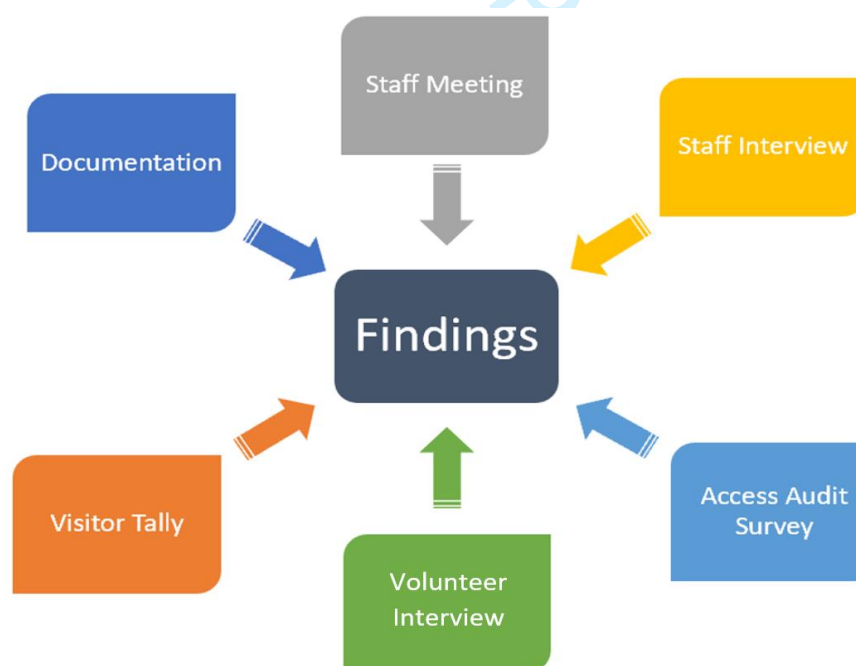 Staff Meeting
Documentation
Staff Interview
Findings
Visitor Tally
Access Audit
Survey
Volunteer
Interview